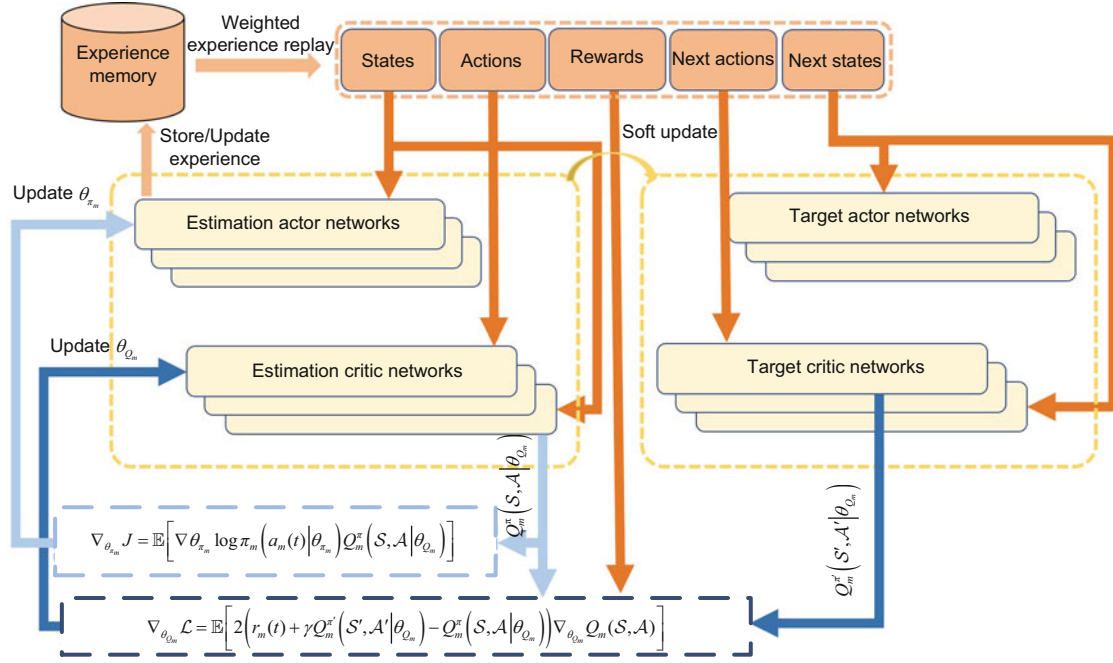 Experience
memory
Weighted
experience replay
States
Actions
Rewards
Next actions
Next states
Store/Update
experience
Soft update
Update θ_{π_m}
Estimation actor networks
Target actor networks
Update θ_{Q_m}
Estimation critic networks
Target critic networks
Q_m^π(S, A|θ_{Q_m})
Q_m^{π'}(S', A'|θ_{Q_m})
∇_{θ_{π_m}} J = 𝔼[∇θ_{π_m} log π_m(a_m(t)|θ_{π_m}) Q_m^π(S, A|θ_{Q_m})]
∇_{θ_{Q_m}} ℒ = 𝔼[2(r_m(t) + γQ_m^{π'}(S', A'|θ_{Q_m}) − Q_m^π(S, A|θ_{Q_m}))∇_{θ_{Q_m}} Q_m(S, A)]